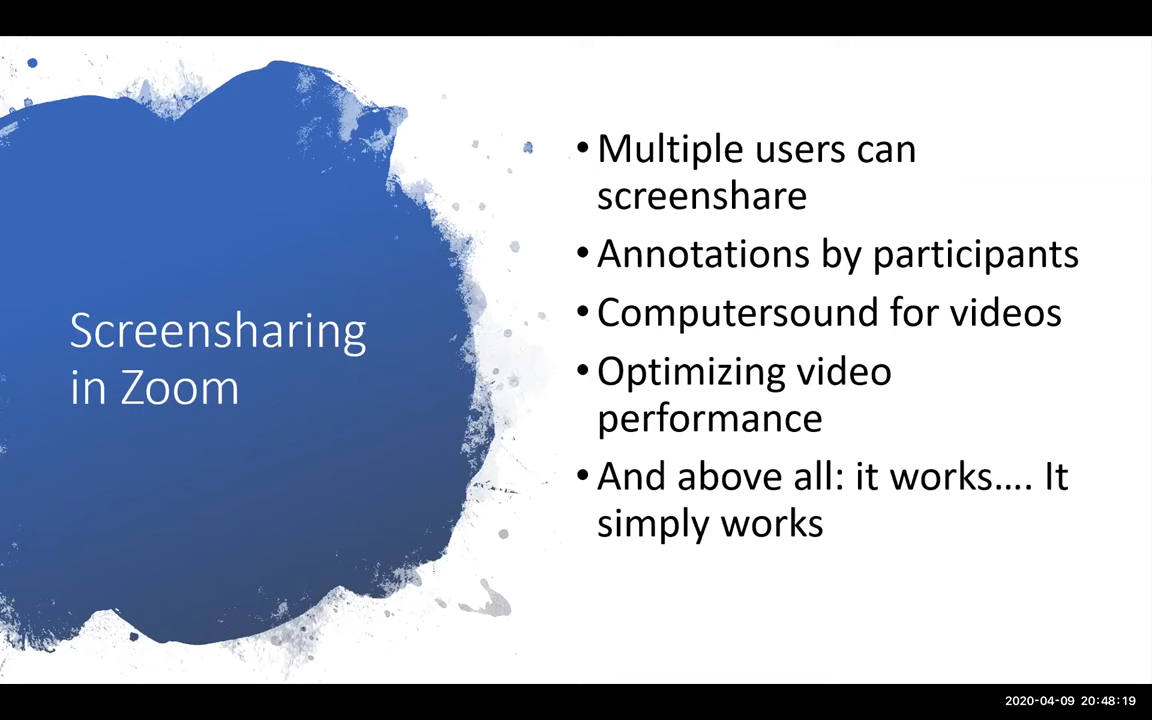 Screensharing
in Zoom
• Multiple users can
screenshare
• Annotations by participants
• Computersound for videos
• Optimizing video
performance
• And above all: it works…. It
simply works
2020-04-09 20:48:19